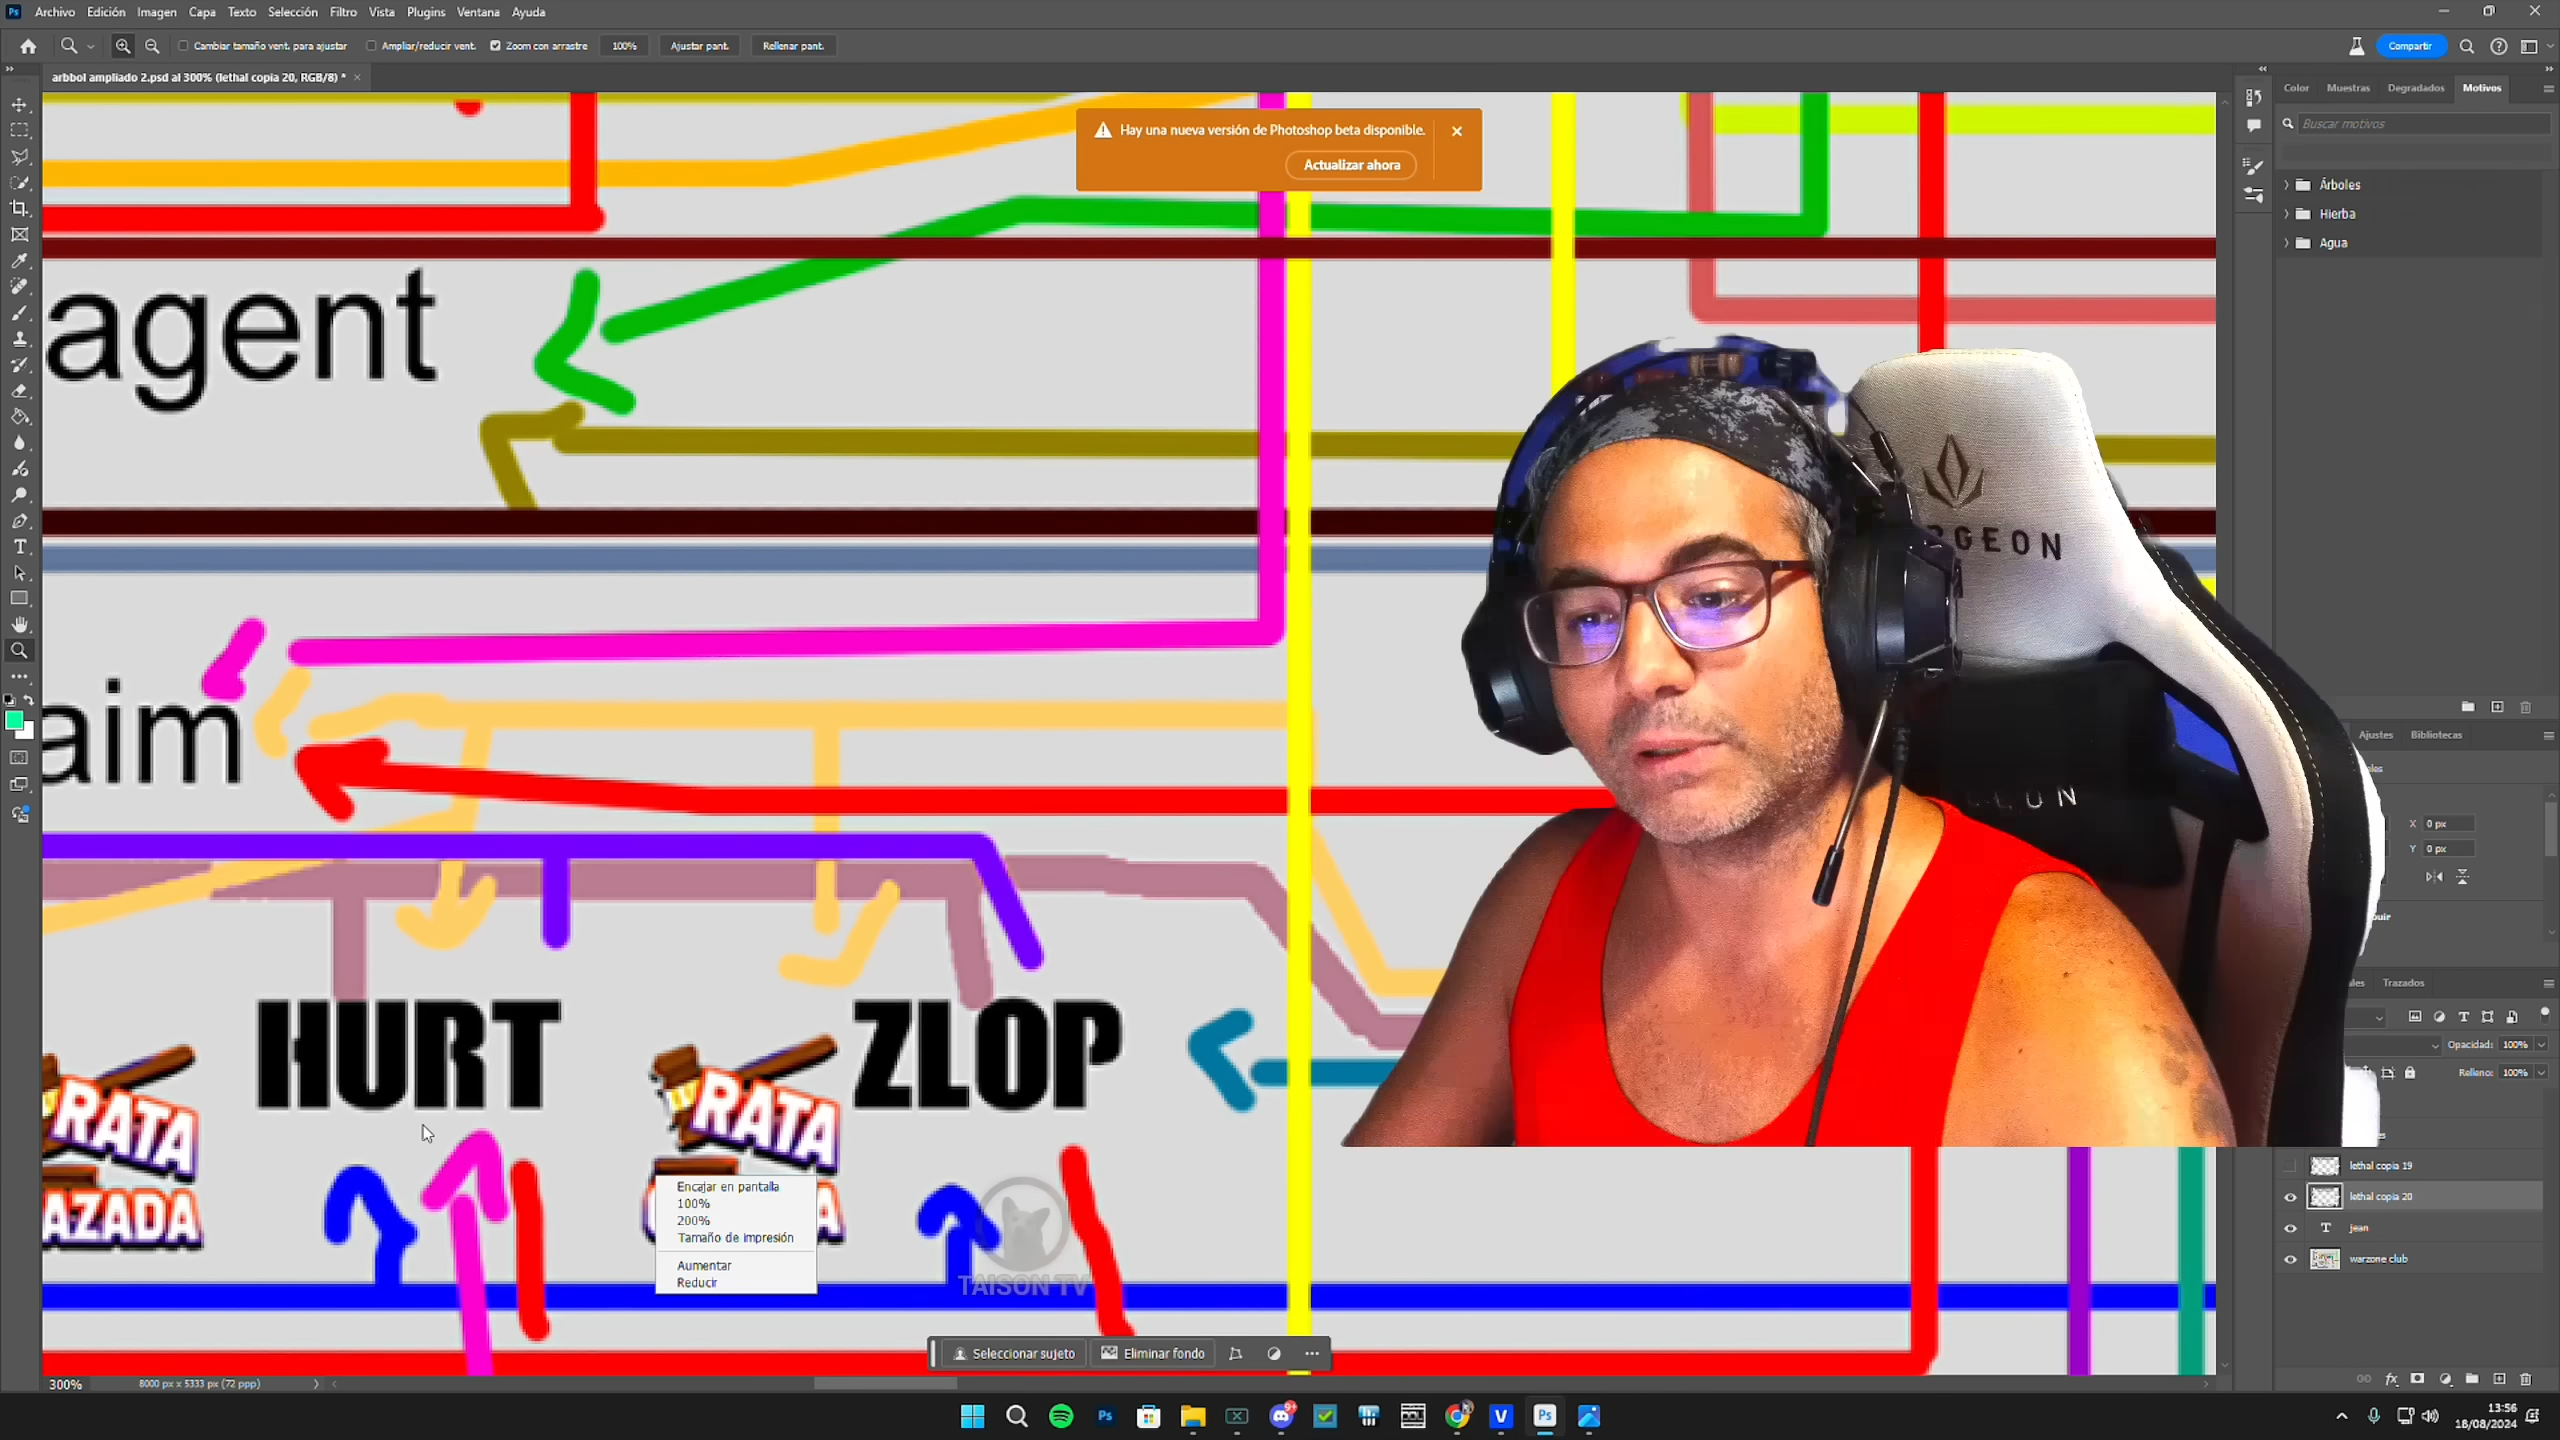 Ps Archivo Edición Imagen Capa Texto Selección Filtro Vista Plugins Ventana Ayuda
Cambiar tamaño vent. para ajustar Ampliar/reducir vent. Zoom con arrastre 100% Ajustar pant. Rellenar pant. Compartir
arbbol ampliado 2.psd al 300% (lethal copia 20, RGB/8) *
Color Muestras Degradados Motivos
Buscar motivos
Hay una nueva versión de Photoshop beta disponible.
Actualizar ahora
Árboles
Hierba
Agua
agent
aim
HURT
ZLOP
RATA
AZADA
RATA
Encajar en pantalla
100%
200%
Tamaño de impresión
Aumentar
Reducir
TAISON TV
GEON
Ajustes Bibliotecas
X 0 px
Y 0 px
Trazados
Opacidad: 100%
Relleno: 100%
lethal copia 19
lethal copia 20
T jean
warzone club
Seleccionar sujeto Eliminar fondo
300% 8000 px x 5333 px (72 ppp)
13:56
18/08/2024